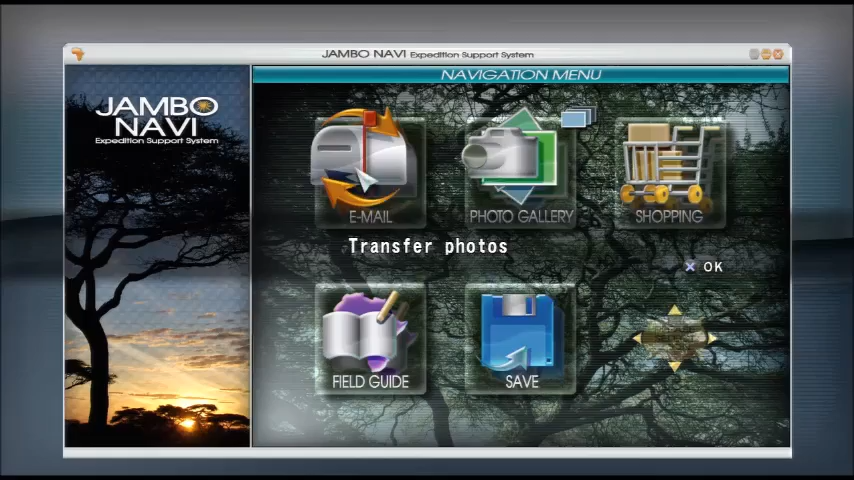 JAMBO NAVI Expedition Support System
NAVIGATION MENU
JAMBO
NAVI
Expedition Support System
E-MAIL
PHOTO GALLERY
SHOPPING
Transfer photos
OK
FIELD GUIDE
SAVE